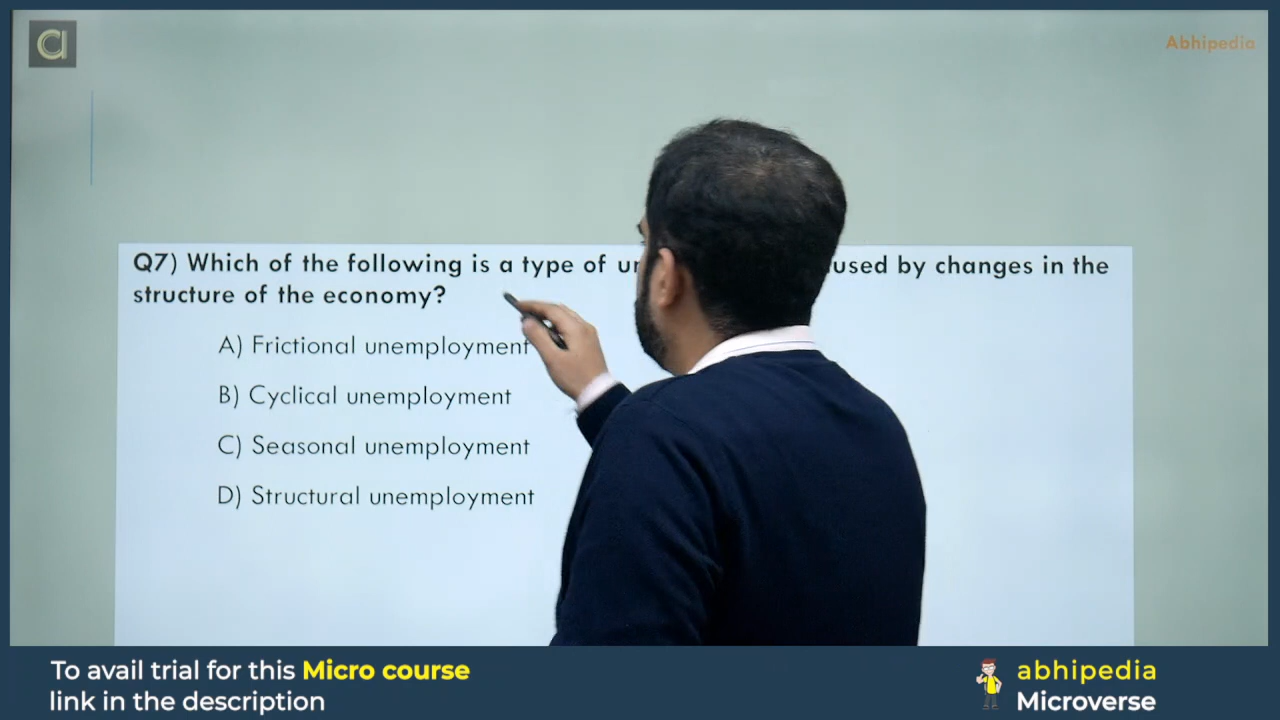 Abhipedia
Q7) Which of the following is a type of used by changes in the
structure of the economy?
A) Frictional unemployment
B) Cyclical unemployment
C) Seasonal unemployment
D) Structural unemployment
To avail trial for this Micro course
link in the description
abhipedia
Microverse